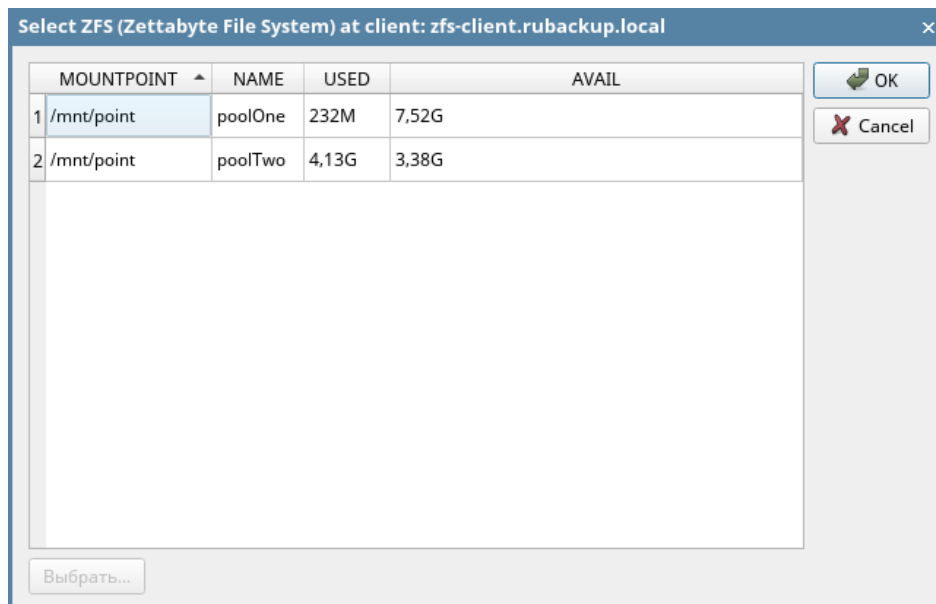 Select ZFS (Zettabyte File System) at client: zfs-client.rubackup.local
MOUNTPOINT NAME USED AVAIL
1 /mnt/point poolOne 232M 7,52G
2 /mnt/point poolTwo 4,13G 3,38G
OK
Cancel
Выбрать...